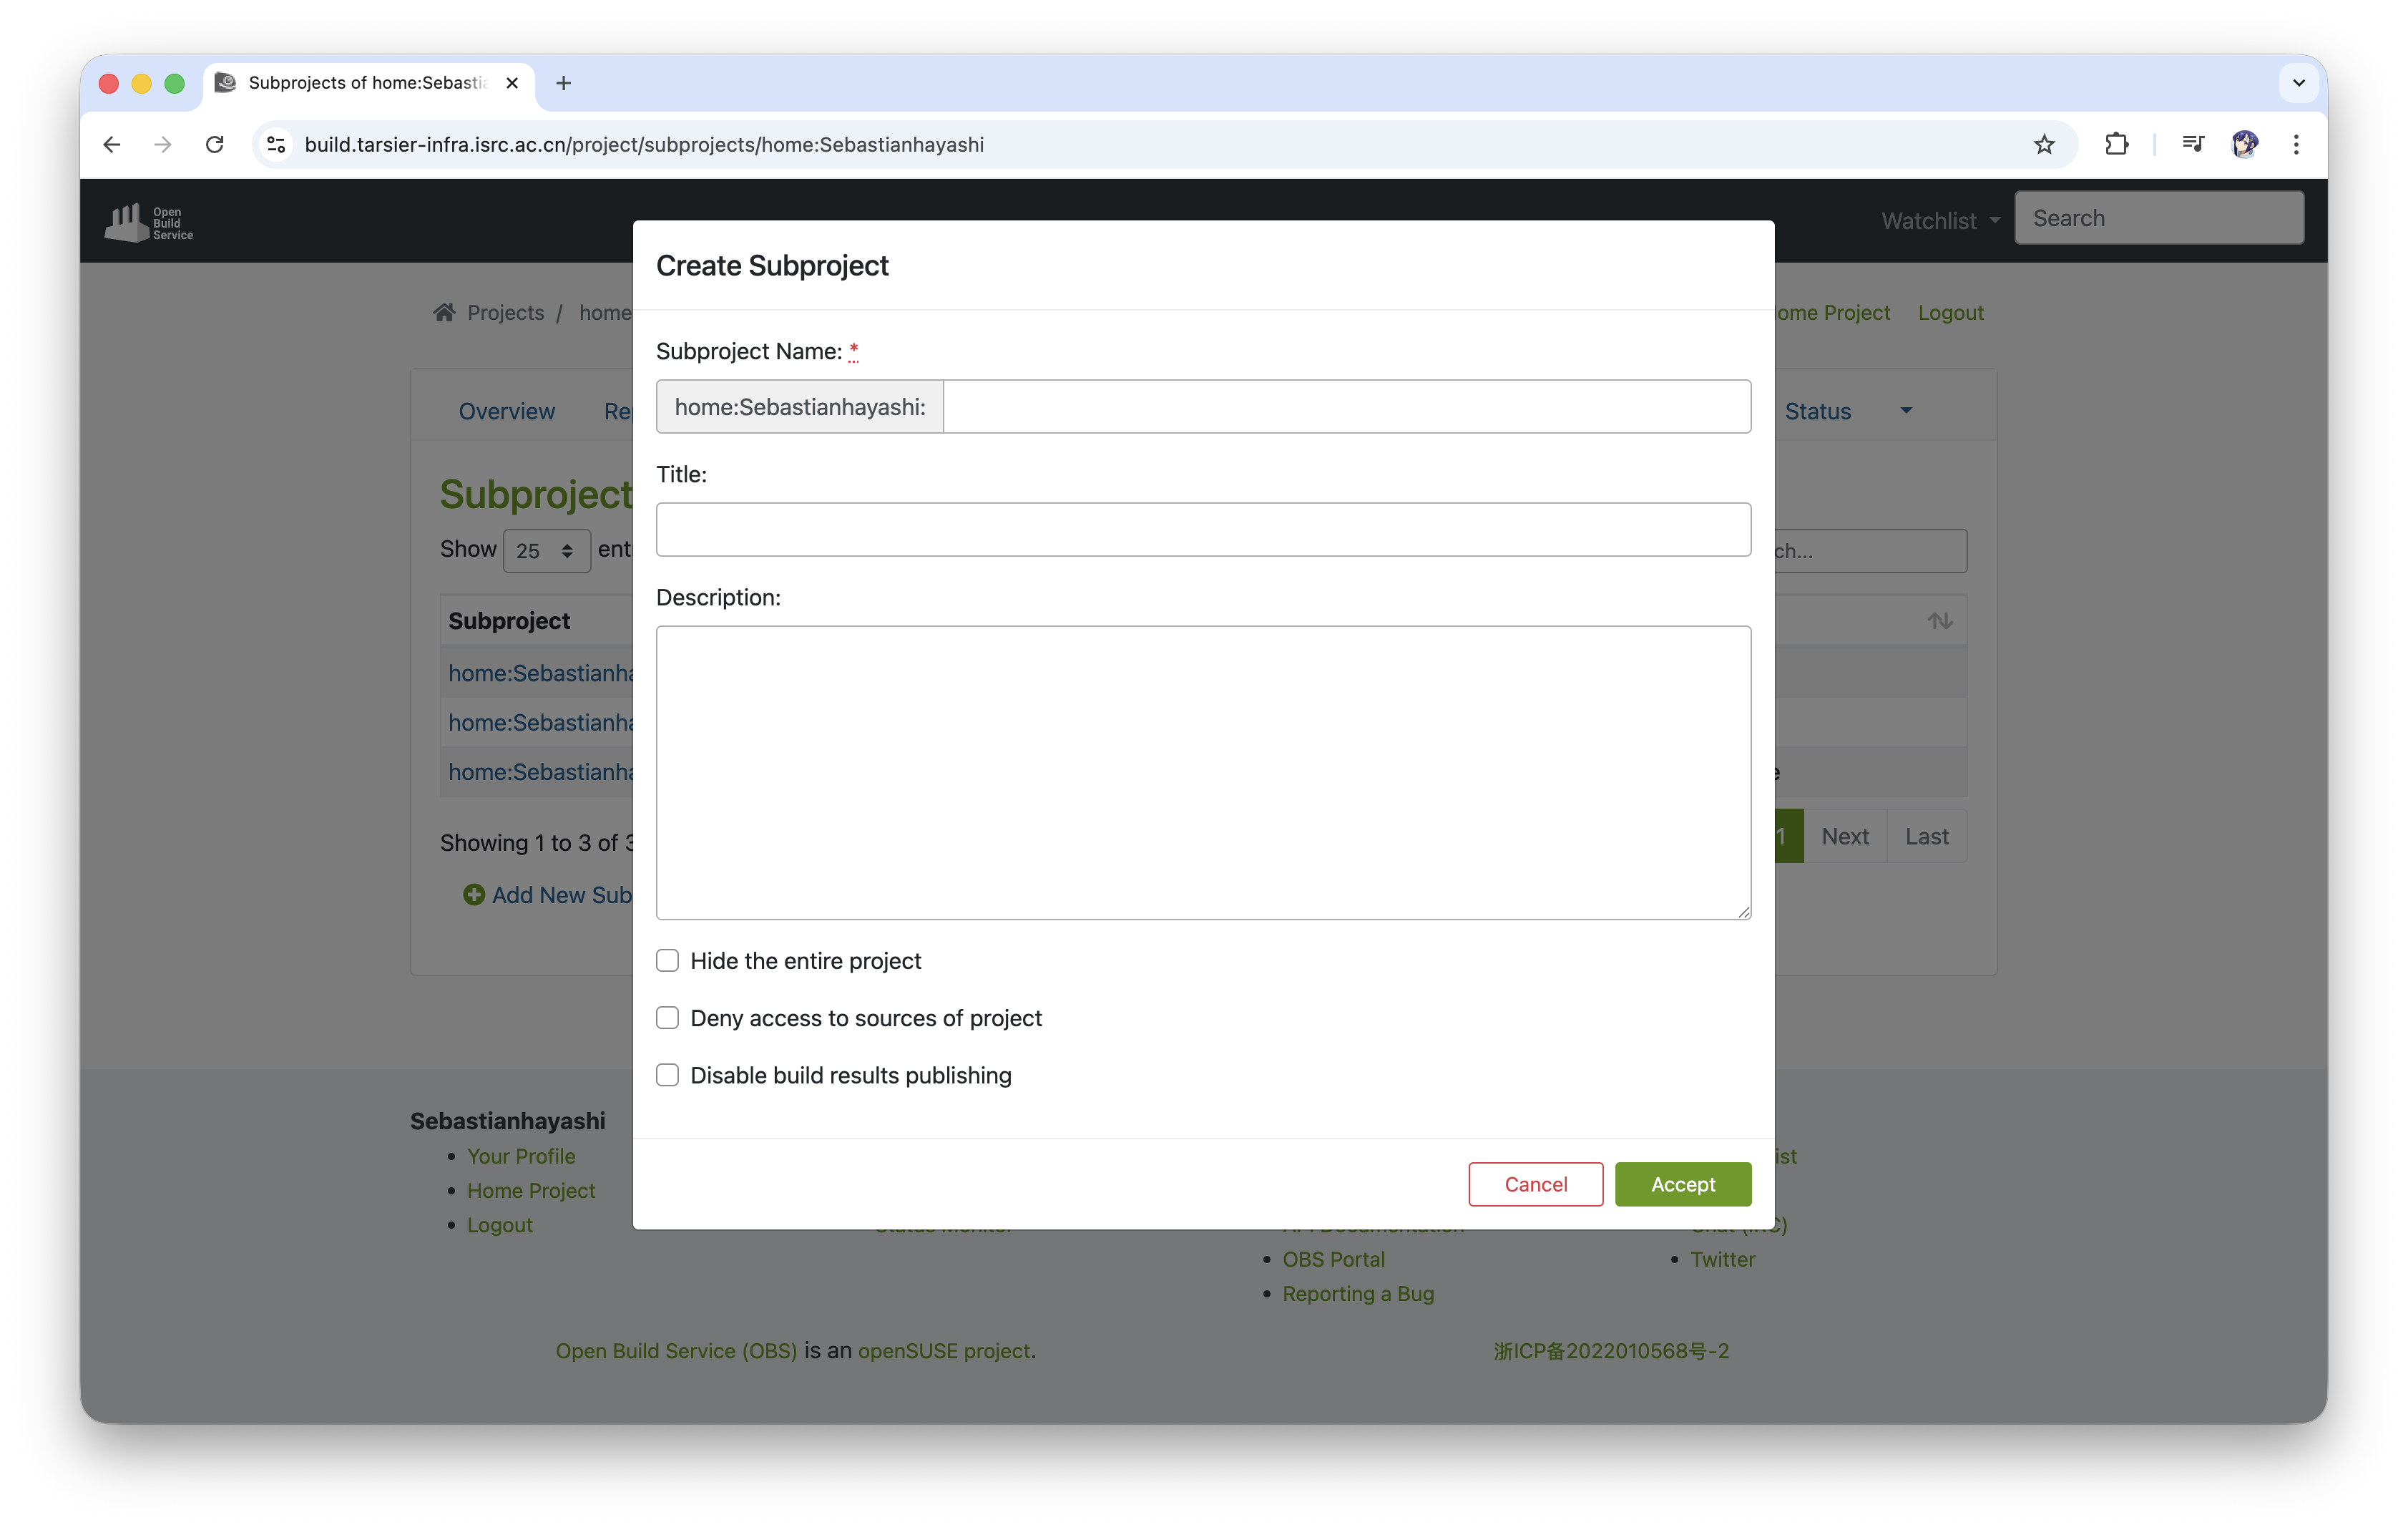 Subprojects of home:Sebastia
build.tarsier-infra.isrc.ac.cn/project/subprojects/home:Sebastianhayashi
Open
Build
Service
Watchlist
Search
Create Subproject
Projects / home
ome Project Logout
Subproject Name: *
Overview Re Status
home:Sebastianhayashi:
Title:
Subproject
Show 25 ent
ch...
Description:
Subproject
home:Sebastianha
home:Sebastianha
home:Sebastianha
Showing 1 to 3 of 3
1 Next Last
Add New Sub
Hide the entire project
Deny access to sources of project
Disable build results publishing
Cancel Accept
Sebastianhayashi
Your Profile
Home Project
Logout
OBS Portal
Reporting a Bug
ist
Twitter
Open Build Service (OBS) is an openSUSE project.
浙ICP备2022010568号-2